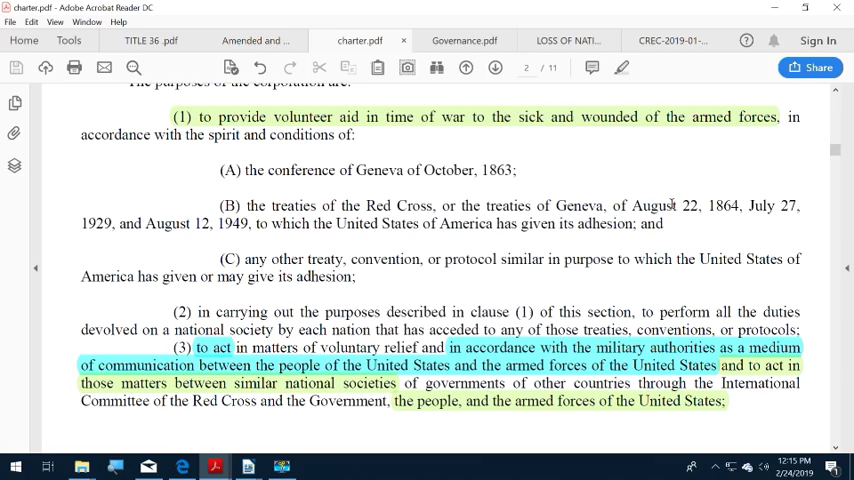 charter.pdf - Adobe Acrobat Reader DC
File Edit View Window Help
Home Tools TITLE 36 .pdf Amended and ... charter.pdf × Governance.pdf LOSS OF NATI... CREC-2019-01-... Sign In
2 / 11 Share
The purposes of the corporation are:
(1) to provide volunteer aid in time of war to the sick and wounded of the armed forces, in
accordance with the spirit and conditions of:
(A) the conference of Geneva of October, 1863;
(B) the treaties of the Red Cross, or the treaties of Geneva, of August 22, 1864, July 27,
1929, and August 12, 1949, to which the United States of America has given its adhesion; and
(C) any other treaty, convention, or protocol similar in purpose to which the United States of
America has given or may give its adhesion;
(2) in carrying out the purposes described in clause (1) of this section, to perform all the duties
devolved on a national society by each nation that has acceded to any of those treaties, conventions, or protocols;
(3) to act in matters of voluntary relief and in accordance with the military authorities as a medium
of communication between the people of the United States and the armed forces of the United States and to act in
those matters between similar national societies of governments of other countries through the International
Committee of the Red Cross and the Government, the people, and the armed forces of the United States;
12:15 PM
2/24/2019